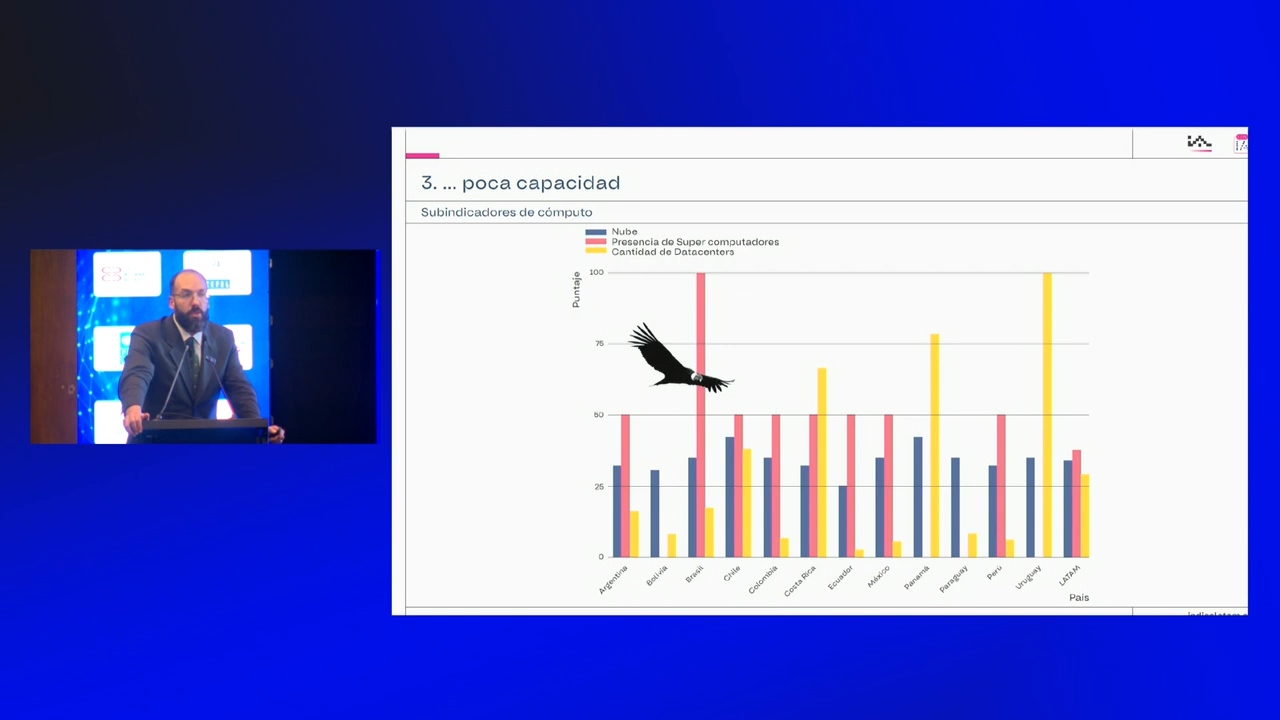 3. ... poca capacidad
Subindicadores de cómputo
Nube
Presencia de Super computadores
Cantidad de Datacenters
Puntaje
100
75
50
25
0
Argentina
Bolivia
Brasil
Chile
Colombia
Costa Rica
Ecuador
México
Panamá
Paraguay
Perú
Uruguay
LATAM
País
CEPAL